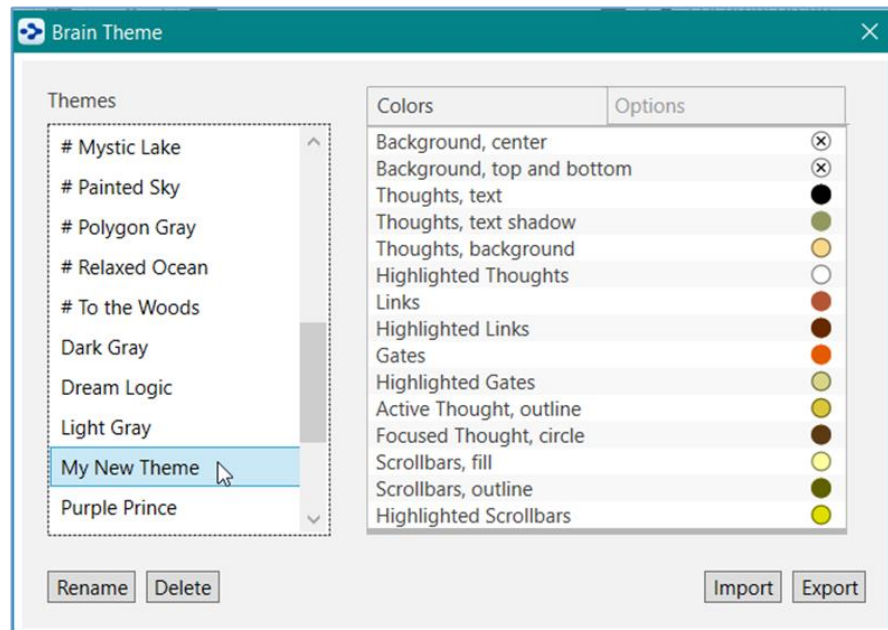 Brain Theme
Themes
# Mystic Lake
# Painted Sky
# Polygon Gray
# Relaxed Ocean
# To the Woods
Dark Gray
Dream Logic
Light Gray
My New Theme
Purple Prince
Colors Options
Background, center
Background, top and bottom
Thoughts, text
Thoughts, text shadow
Thoughts, background
Highlighted Thoughts
Links
Highlighted Links
Gates
Highlighted Gates
Active Thought, outline
Focused Thought, circle
Scrollbars, fill
Scrollbars, outline
Highlighted Scrollbars
Rename Delete Import Export